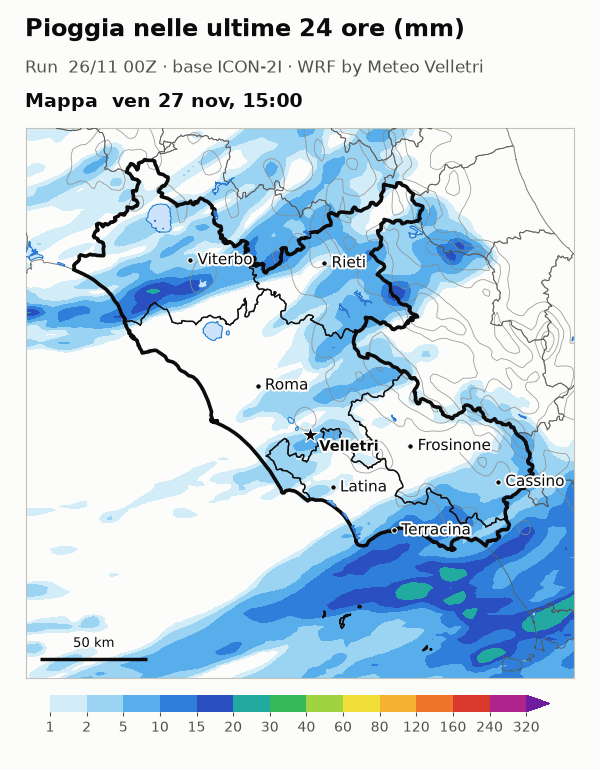 Pioggia nelle ultime 24 ore (mm)
Run  26/11 00Z · base ICON-2I · WRF by Meteo Velletri
Mappa  ven 27 nov, 15:00
Viterbo
Rieti
Roma
Velletri
Frosinone
Cassino
Latina
Terracina
50 km
1 2 5 10 15 20 30 40 60 80 120 160 240 320